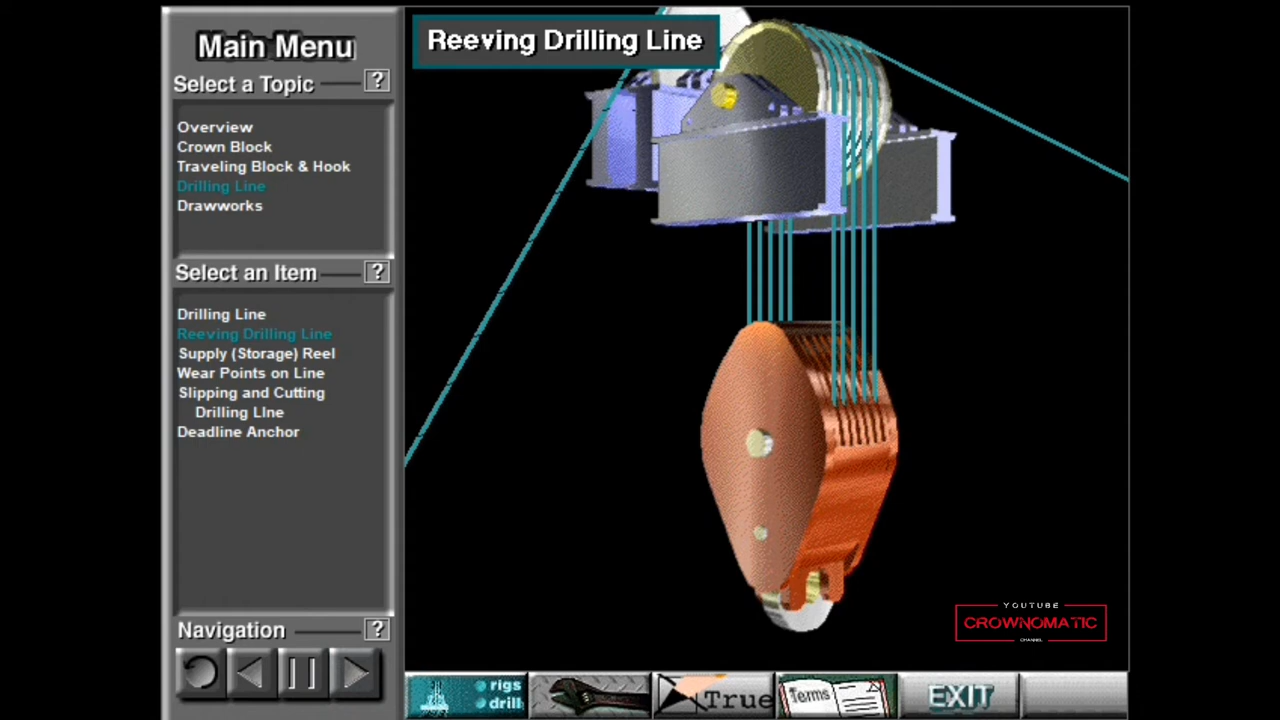 Main Menu
Select a Topic ?
Overview
Crown Block
Traveling Block & Hook
Drilling Line
Drawworks
Select an Item ?
Drilling Line
Reeving Drilling Line
Supply (Storage) Reel
Wear Points on Line
Slipping and Cutting
Drilling LIne
Deadline Anchor
Navigation ?
Reeving Drilling Line
YOUTUBE
CROWNOMATIC
CHANNEL
rigs
drill
True
Terms
EXIT